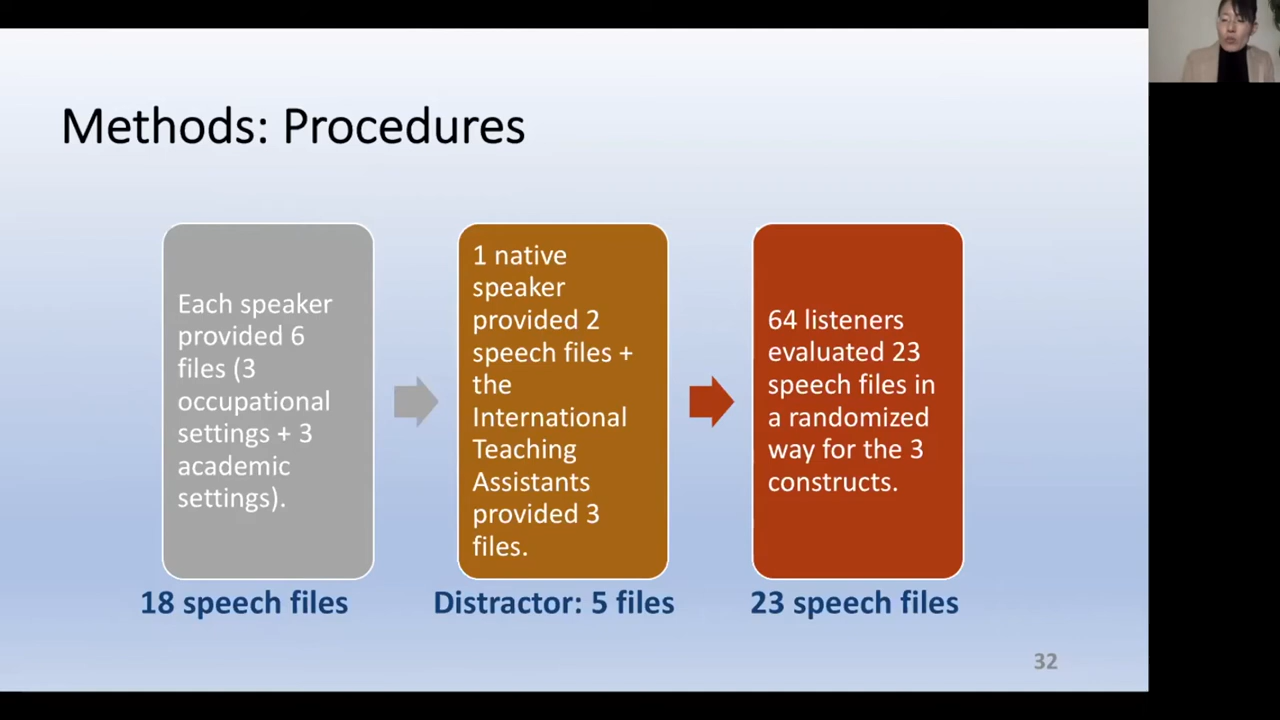 Methods: Procedures
Each speaker
provided 6
files (3
occupational
settings + 3
academic
settings).
1 native
speaker
provided 2
speech files +
the
International
Teaching
Assistants
provided 3
files.
64 listeners
evaluated 23
speech files in
a randomized
way for the 3
constructs.
18 speech files
Distractor: 5 files
23 speech files
32